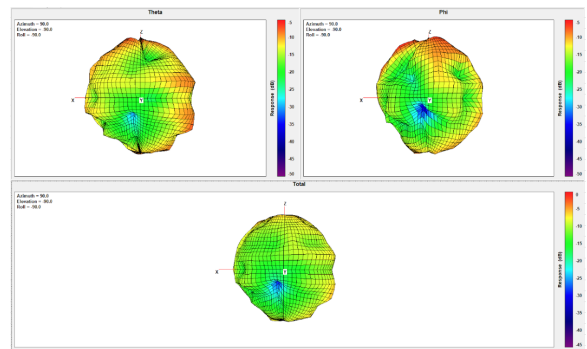 Theta
Azimuth = 90.0
Elevation = -90.0
Roll = -90.0
Z
X
Y
-5
-10
-15
-20
-25
-30
-35
-40
-45
-50
Response (dB)
Phi
Azimuth = 90.0
Elevation = -90.0
Roll = -90.0
Z
X
Y
-5
-10
-15
-20
-25
-30
-35
-40
-45
-50
Response (dB)
Total
Azimuth = 90.0
Elevation = -90.0
Roll = -90.0
Z
X
Y
0
-5
-10
-15
-20
-25
-30
-35
-40
-45
Response (dB)